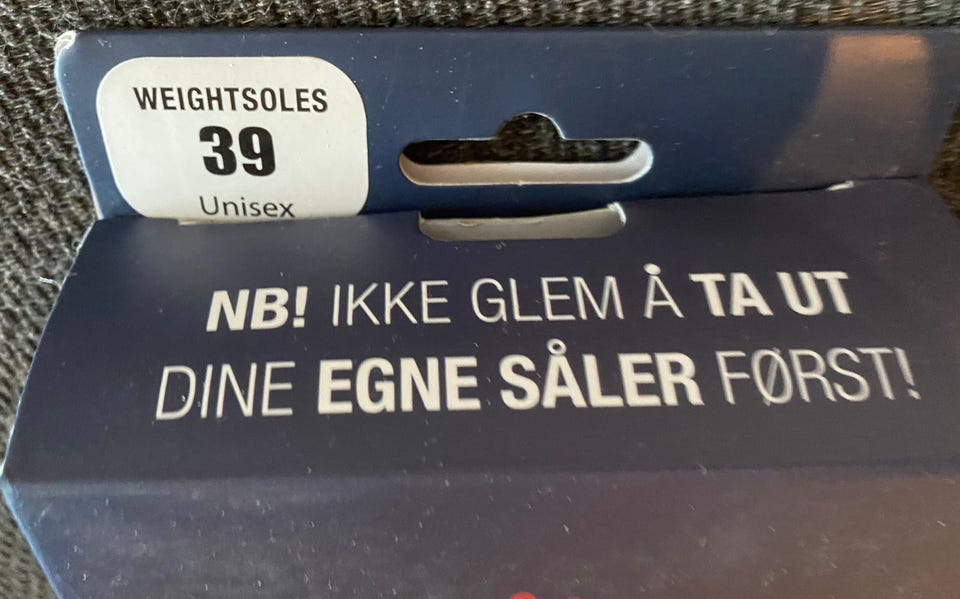 WEIGHTSOLES
39
Unisex
NB! IKKE GLEM Å TA UT
DINE EGNE SÅLER FØRST!